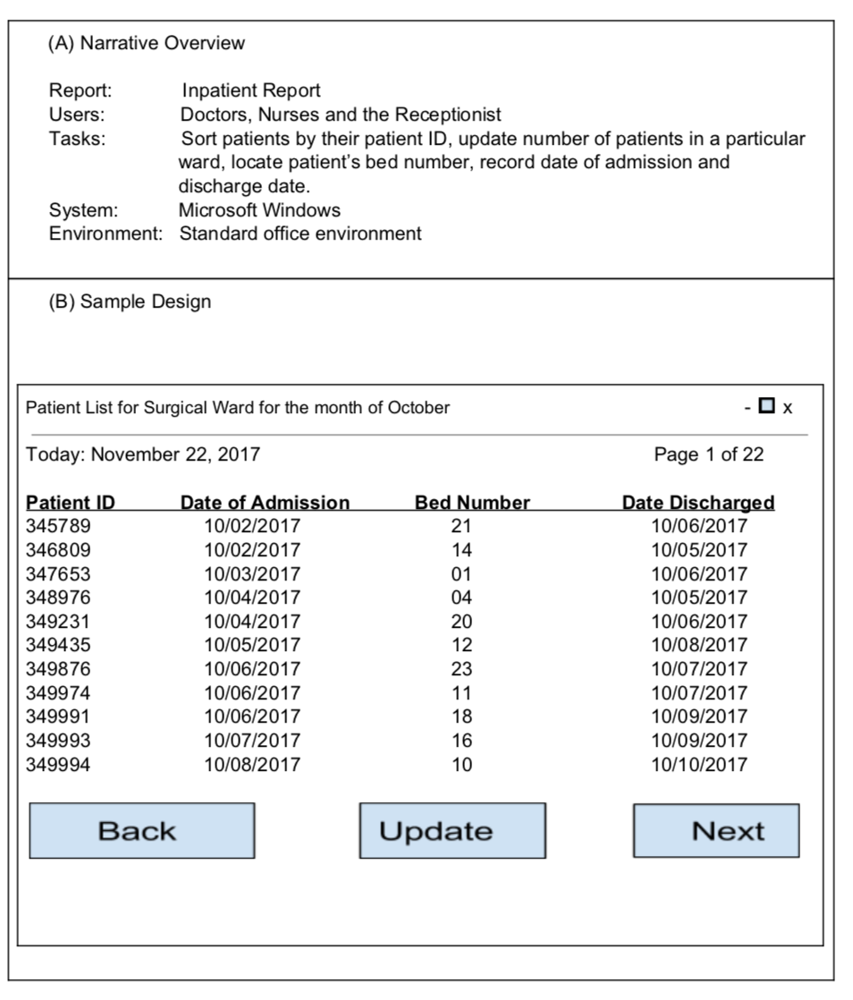 (A) Narrative Overview
Report: Inpatient Report
Users: Doctors, Nurses and the Receptionist
Tasks: Sort patients by their patient ID, update number of patients in a particular
ward, locate patient's bed number, record date of admission and
discharge date.
System: Microsoft Windows
Environment: Standard office environment
(B) Sample Design
Patient List for Surgical Ward for the month of October - x
Today: November 22, 2017 Page 1 of 22
Patient ID Date of Admission Bed Number Date Discharged
345789 10/02/2017 21 10/06/2017
346809 10/02/2017 14 10/05/2017
347653 10/03/2017 01 10/06/2017
348976 10/04/2017 04 10/05/2017
349231 10/04/2017 20 10/06/2017
349435 10/05/2017 12 10/08/2017
349876 10/06/2017 23 10/07/2017
349974 10/06/2017 11 10/07/2017
349991 10/06/2017 18 10/09/2017
349993 10/07/2017 16 10/09/2017
349994 10/08/2017 10 10/10/2017
Back Update Next